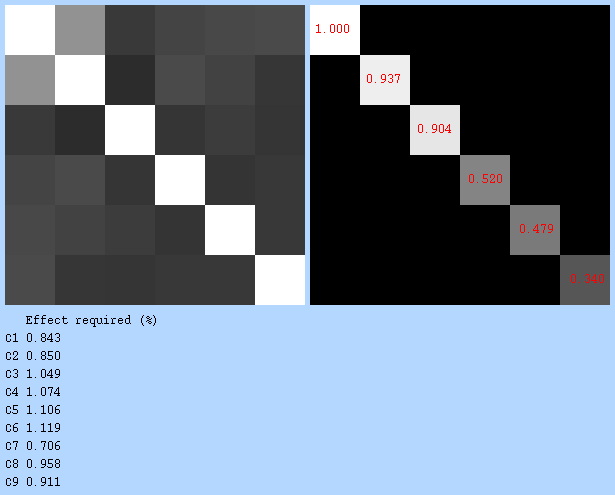 1.000
0.937
0.904
0.520
0.479
0.340
Effect required (%)
C1 0.843
C2 0.850
C3 1.049
C4 1.074
C5 1.106
C6 1.119
C7 0.706
C8 0.958
C9 0.911